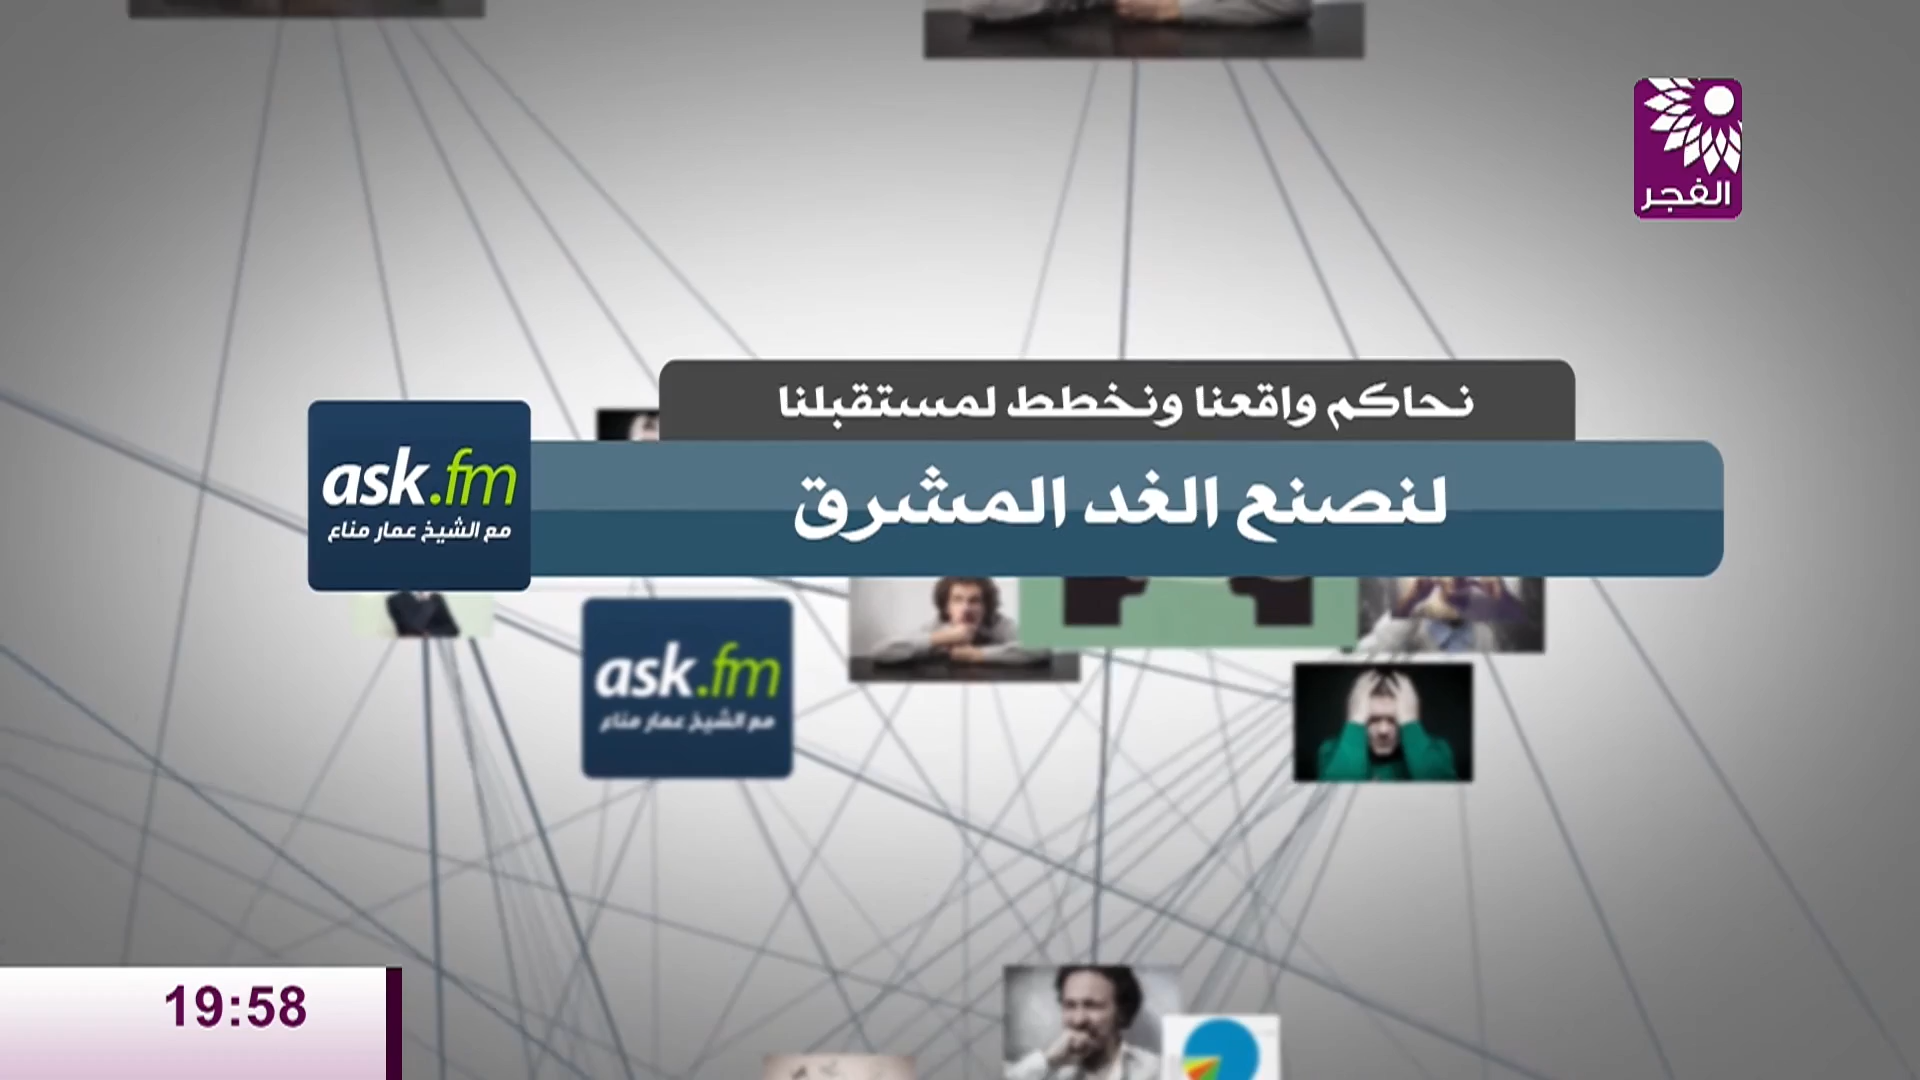 الفجر
نحاكم واقعنا ونخطط لمستقبلنا
لنصنع الغد المشرق
ask.fm
مع الشيخ عمار مناع
ask.fm
مع الشيخ عمار مناع
19:58